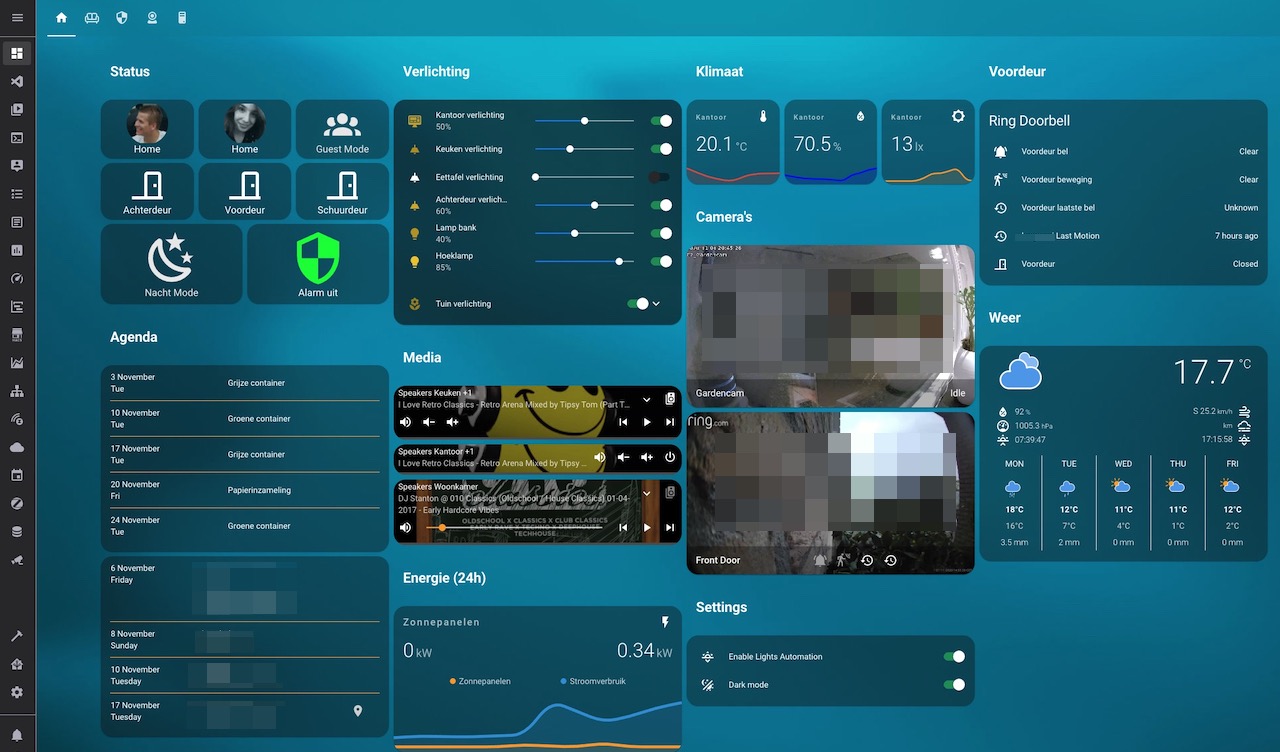 Status
Home
Home
Guest Mode
Achterdeur
Voordeur
Schuurdeur
Nacht Mode
Alarm uit
Agenda
3 November
Tue
Grijze container
10 November
Tue
Groene container
17 November
Tue
Grijze container
20 November
Fri
Papierinzameling
24 November
Tue
Groene container
6 November
Friday
8 November
Sunday
10 November
Tuesday
17 November
Tuesday
Verlichting
Kantoor verlichting
50%
Keuken verlichting
Eettafel verlichting
Achterdeur verlich...
60%
Lamp bank
40%
Hoeklamp
85%
Tuin verlichting
Media
Speakers Keuken +1
I Love Retro Classics - Retro Arena Mixed by Tipsy Tom (Part T...
Speakers Kantoor +1
I Love Retro Classics - Retro Arena Mixed by Tipsy ...
Speakers Woonkamer
DJ Stanton @ 010 Classics (Oldschool / House Classics) 01-04-
2017 - Early Hardcore Vibes
OLDSCHOOL X CLASSICS X CLUB CLASSICS
EARLY RAVE X TECHNO X DEEPHOUSE
TECHHOUSE
Energie (24h)
Zonnepanelen
0 kW
0.34 kW
Zonnepanelen
Stroomverbruik
Klimaat
Kantoor
20.1 °C
Kantoor
70.5 %
Kantoor
13 lx
Camera's
Gardencam
Idle
ring.com
Front Door
Settings
Enable Lights Automation
Dark mode
Voordeur
Ring Doorbell
Voordeur bel
Clear
Voordeur beweging
Clear
Voordeur laatste bel
Unknown
Last Motion
7 hours ago
Voordeur
Closed
Weer
17.7 °C
92 %
S 25.2 km/h
1005.3 hPa
km
07:39:47
17:15:58
MON
TUE
WED
THU
FRI
18°C
12°C
11°C
11°C
12°C
16°C
7°C
4°C
1°C
2°C
3.5 mm
2 mm
0 mm
0 mm
0 mm